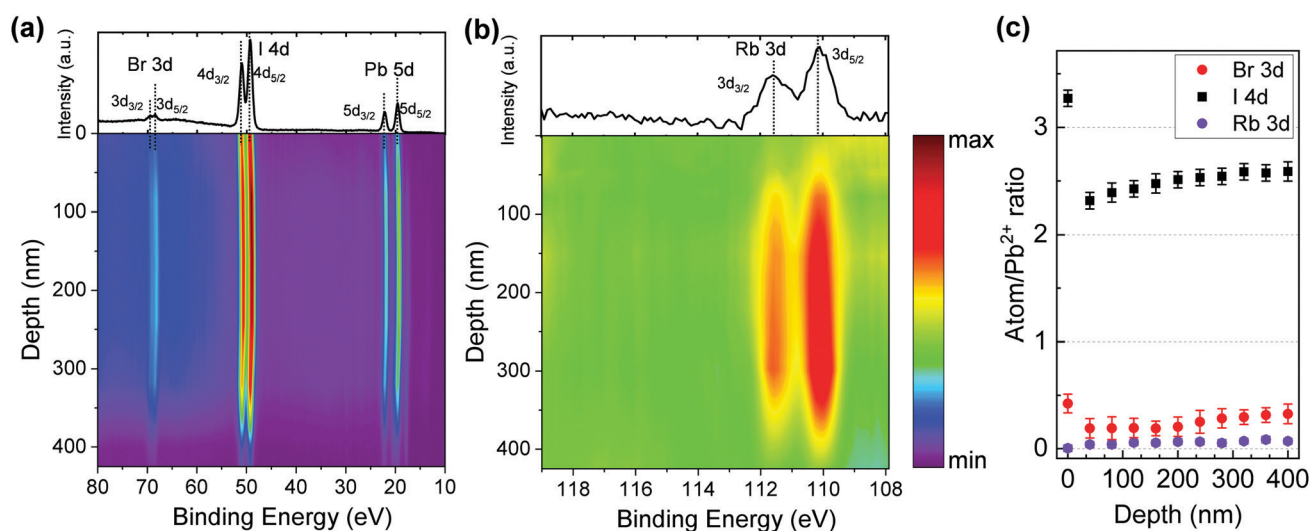 (a)
Intensity (a.u.)
Br 3d
3d3/2
3d5/2
I 4d
4d3/2
4d5/2
Pb 5d
5d3/2
5d5/2
0
100
200
300
400
Depth (nm)
80 70 60 50 40 30 20 10
Binding Energy (eV)
(b)
Intensity (a.u.)
Rb 3d
3d3/2
3d5/2
0
100
200
300
400
Depth (nm)
118 116 114 112 110 108
Binding Energy (eV)
max
min
(c)
Br 3d
I 4d
Rb 3d
3
2
1
0
Atom/Pb²⁺ ratio
0 100 200 300 400
Depth (nm)